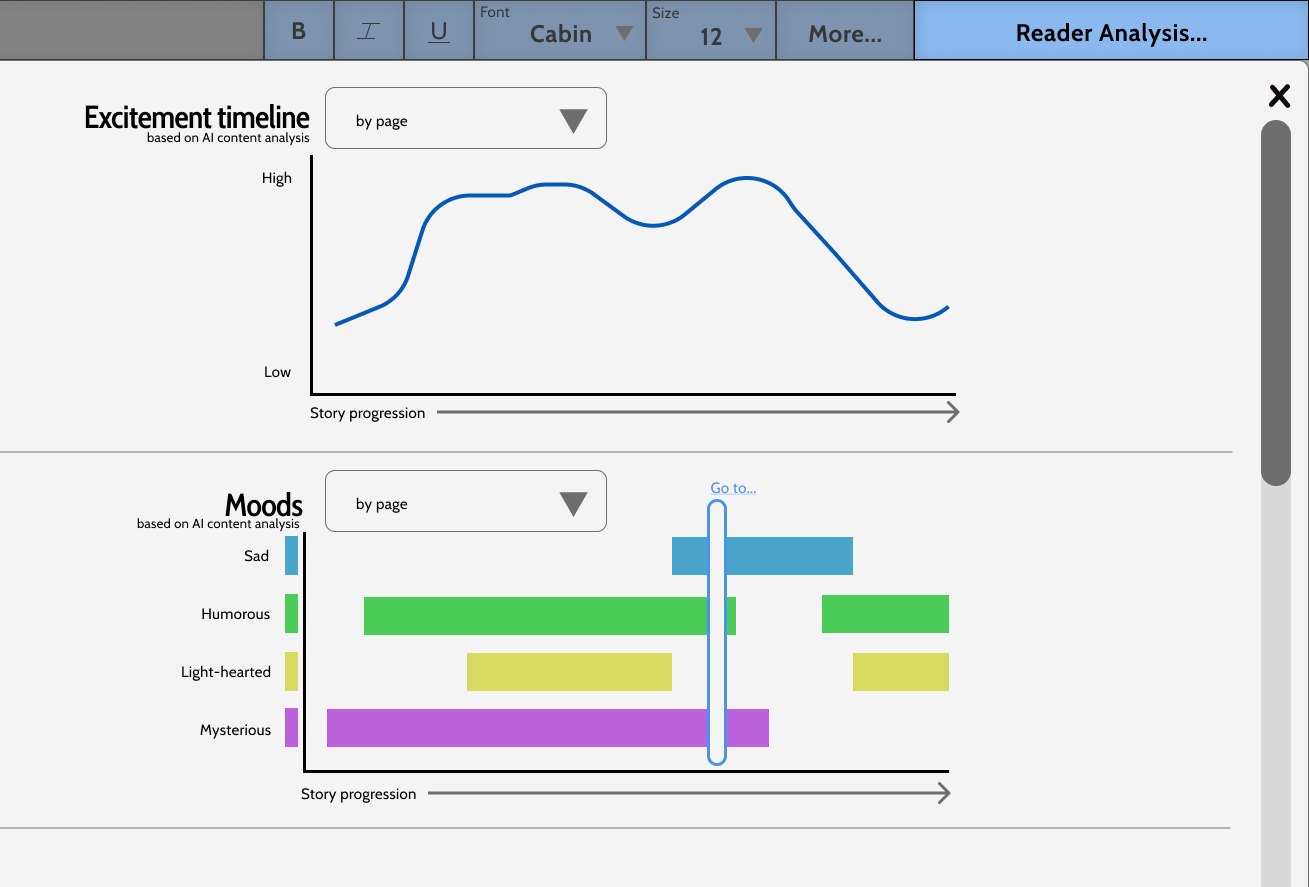 B I U Font Cabin Size 12 More... Reader Analysis...
Excitement timeline
based on AI content analysis
by page
High
Low
Story progression
Moods
based on AI content analysis
by page
Go to...
Sad
Humorous
Light-hearted
Mysterious
Story progression